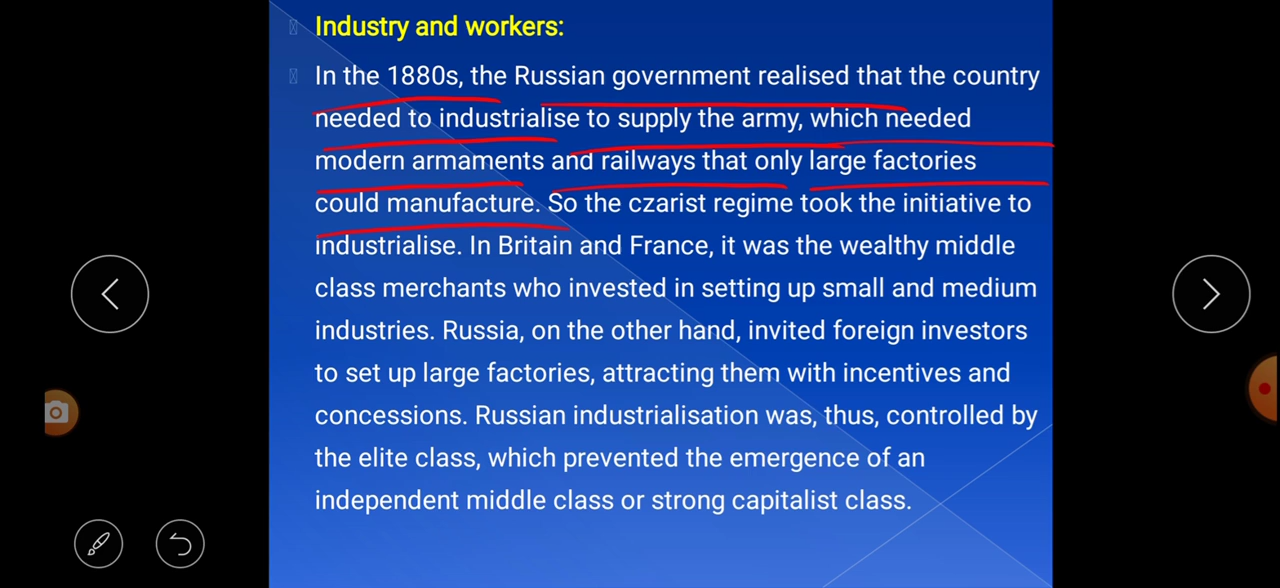 Industry and workers:
In the 1880s, the Russian government realised that the country
needed to industrialise to supply the army, which needed
modern armaments and railways that only large factories
could manufacture. So the czarist regime took the initiative to
industrialise. In Britain and France, it was the wealthy middle
class merchants who invested in setting up small and medium
industries. Russia, on the other hand, invited foreign investors
to set up large factories, attracting them with incentives and
concessions. Russian industrialisation was, thus, controlled by
the elite class, which prevented the emergence of an
independent middle class or strong capitalist class.